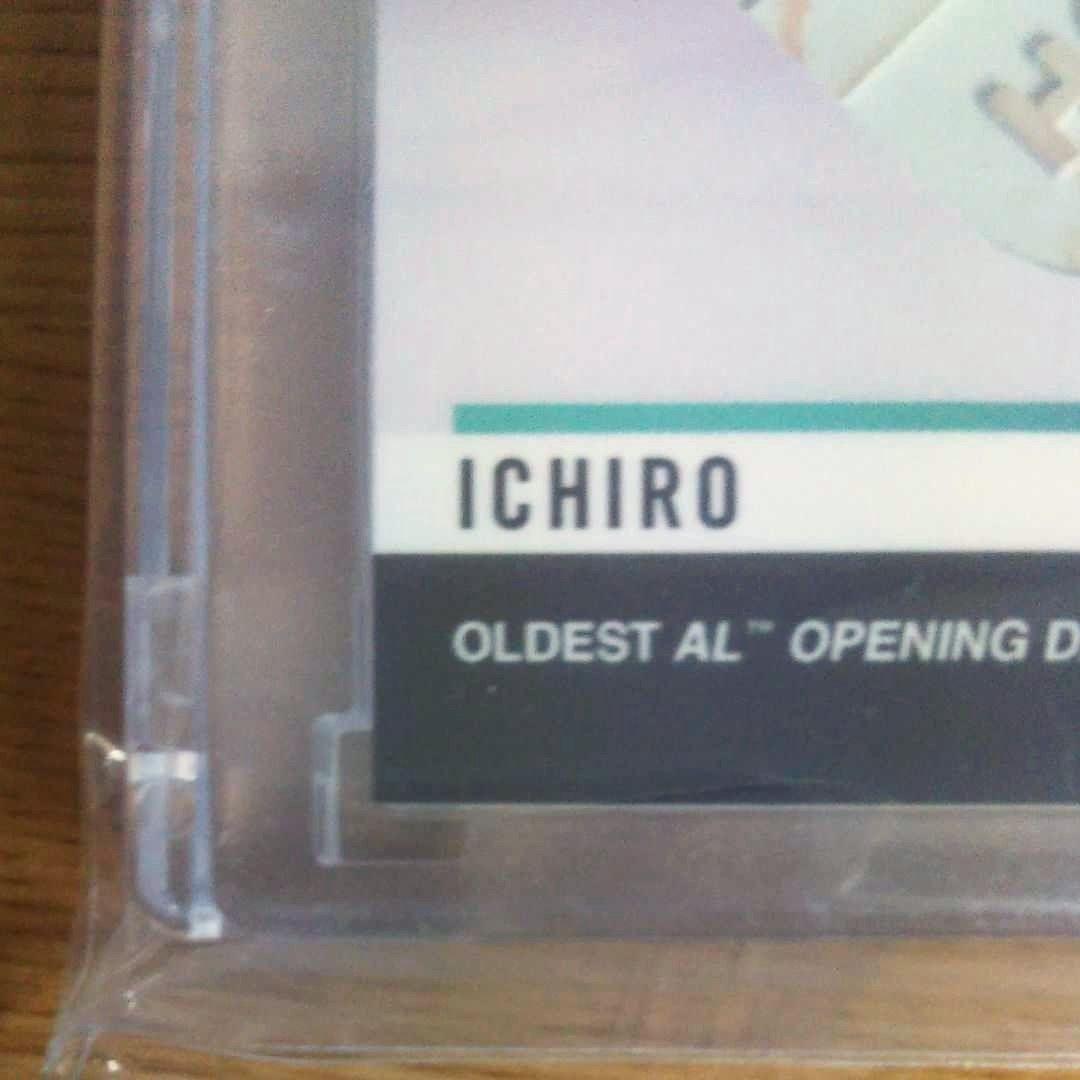 ICHIRO
OLDEST AL™ OPENING D